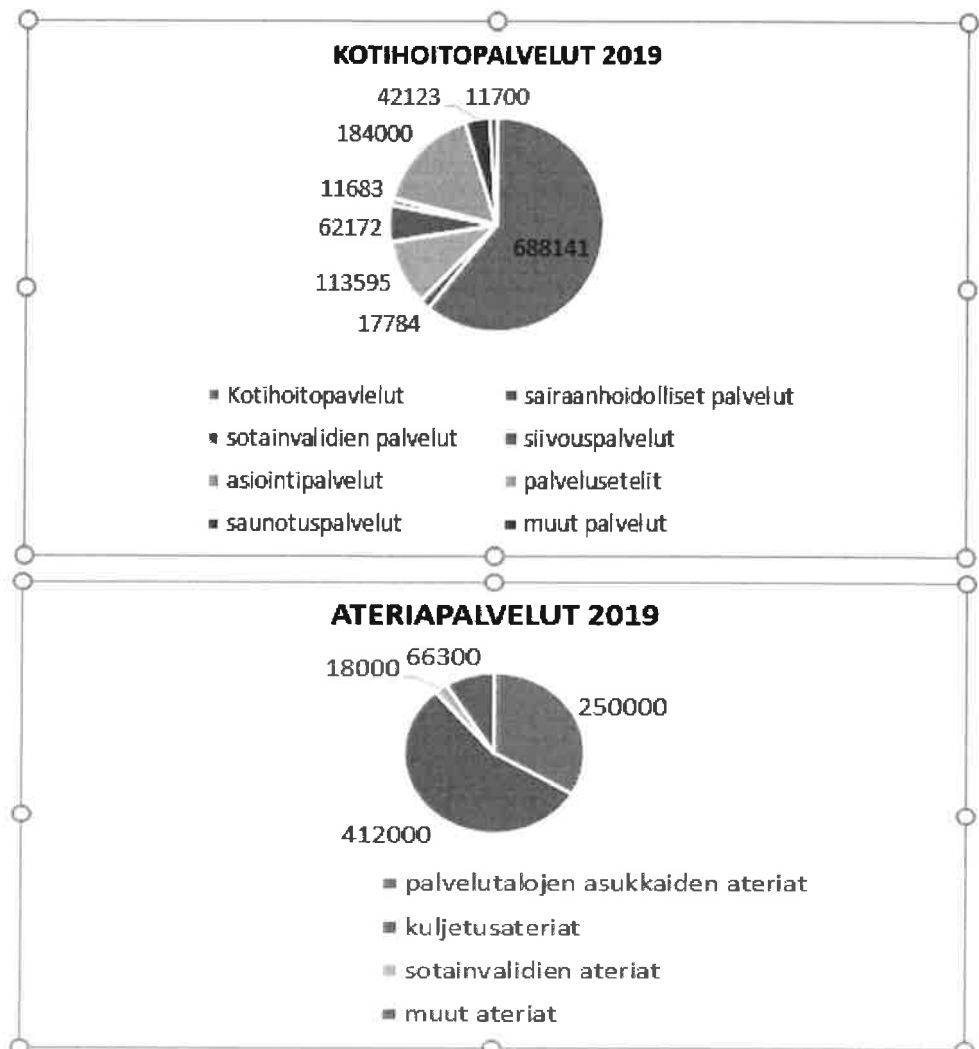 KOTIHOITOPALVELUT 2019
42123 11700
184000
11683
62172
688141
113595
17784
Kotihoitopavlelut sairaanhoidolliset palvelut
sotainvalidien palvelut siivouspalvelut
asiointipalvelut palvelusetelit
saunotuspalvelut muut palvelut
ATERIAPALVELUT 2019
18000 66300
250000
412000
palvelutalojen asukkaiden ateriat
kuljetusateriat
sotainvalidien ateriat
muut ateriat